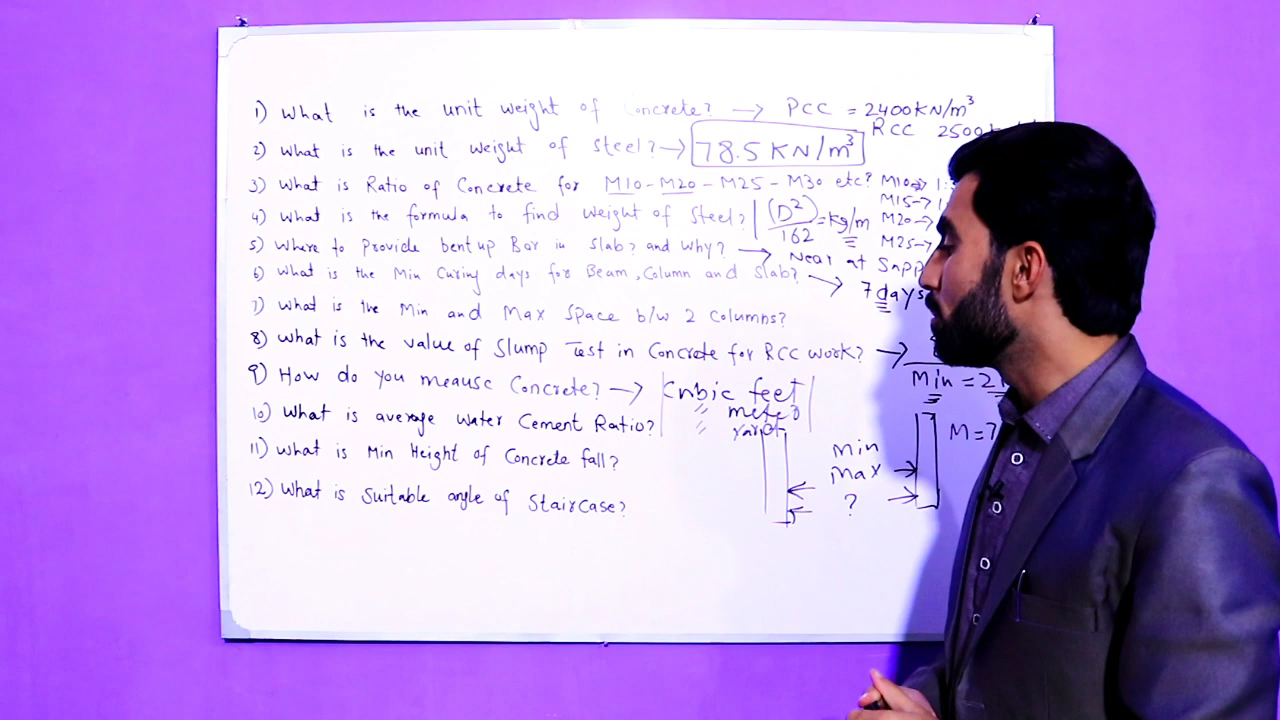 1) What is the unit weight of Concrete? → PCC = 2400KN/m³
RCC 2500
2) What is the unit weight of steel? → 78.5 KN/m³
3) What is Ratio of Concrete for M10-M20-M25-M30 etc? M10→ 1:
M15→ 1
M20→
M25→
4) What is the formula to find weight of Steel? (D²)/162 = kg/m
5) Where to provide bentup Bar in Slab? and Why? → Near at Supp
6) What is the Min Curing days for Beam, Column and Slab? → 7 days
7) What is the Min and Max Space b/w 2 Columns?
8) What is the value of Slump Test in Concrete for RCC work? →
Min = 2
9) How do you meause Concrete? → Cubic feet
10) What is average Water Cement Ratio?
11) What is Min Height of Concrete fall?
12) What is Suitable angle of Staircase?
Min
Max
?
M=7